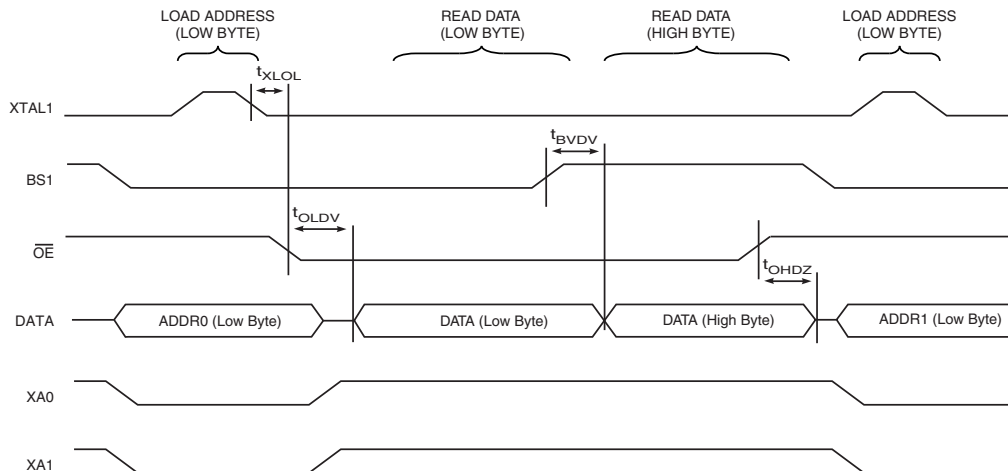 LOAD ADDRESS
(LOW BYTE)
READ DATA
(LOW BYTE)
READ DATA
(HIGH BYTE)
LOAD ADDRESS
(LOW BYTE)
tXLOL
XTAL1
tBVDV
BS1
tOLDV
OE
tOHDZ
DATA
ADDR0 (Low Byte)
DATA (Low Byte)
DATA (High Byte)
ADDR1 (Low Byte)
XA0
XA1